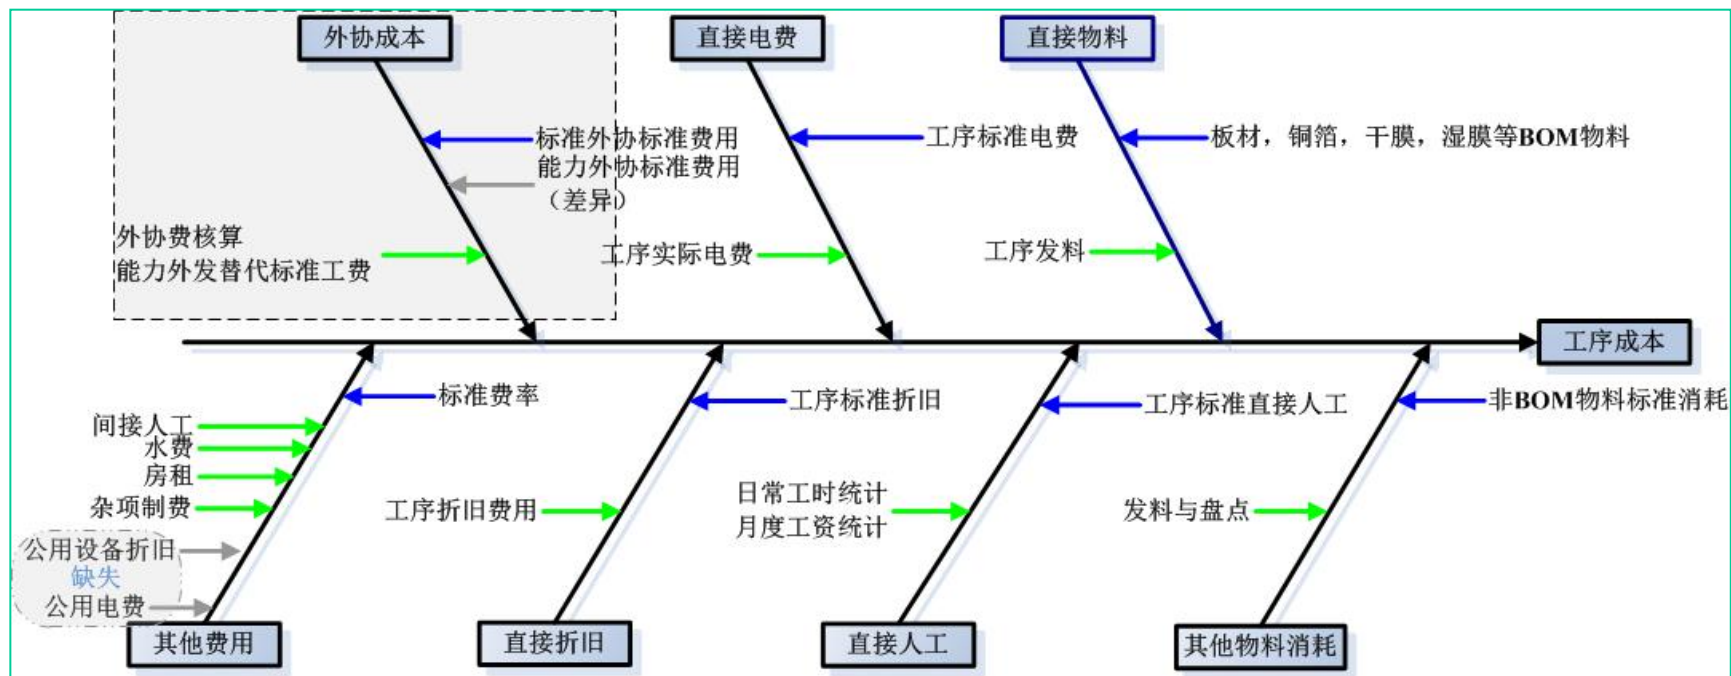 外协成本
直接电费
直接物料
标准外协标准费用
能力外协标准费用
（差异）
工序标准电费
板材，铜箔，干膜，湿膜等BOM物料
外协费核算
能力外发替代标准工费
工序实际电费
工序发料
工序成本
标准费率
工序标准折旧
工序标准直接人工
非BOM物料标准消耗
间接人工
水费
房租
杂项制费
工序折旧费用
日常工时统计
月度工资统计
发料与盘点
公用设备折旧
缺失
公用电费
其他费用
直接折旧
直接人工
其他物料消耗